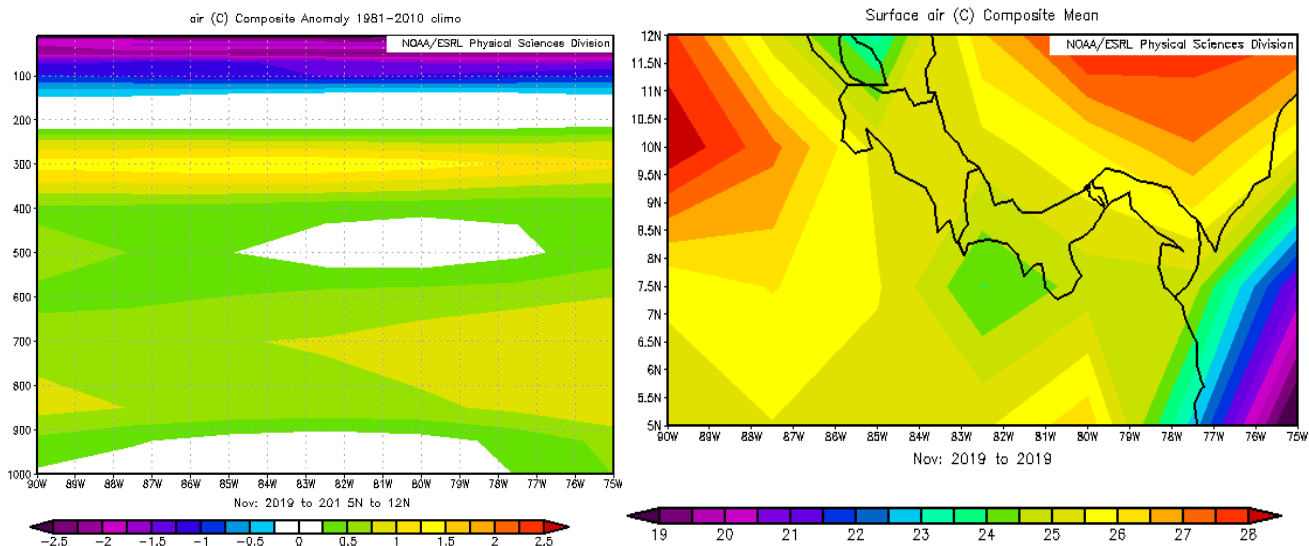 air (C) Composite Anomaly 1981-2010 climo
NOAA/ESRL Physical Sciences Division
100
200
300
400
500
600
700
800
900
1000
90W 89W 88W 87W 86W 85W 84W 83W 82W 81W 80W 79W 78W 77W 76W 75W
Nov: 2019 to 201 5N to 12N
-2.5 -2 -1.5 -1 -0.5 0 0.5 1 1.5 2 2.5
Surface air (C) Composite Mean
NOAA/ESRL Physical Sciences Division
12N
11.5N
11N
10.5N
10N
9.5N
9N
8.5N
8N
7.5N
7N
6.5N
6N
5.5N
5N
90W 89W 88W 87W 86W 85W 84W 83W 82W 81W 80W 79W 78W 77W 76W 75W
Nov: 2019 to 2019
19 20 21 22 23 24 25 26 27 28